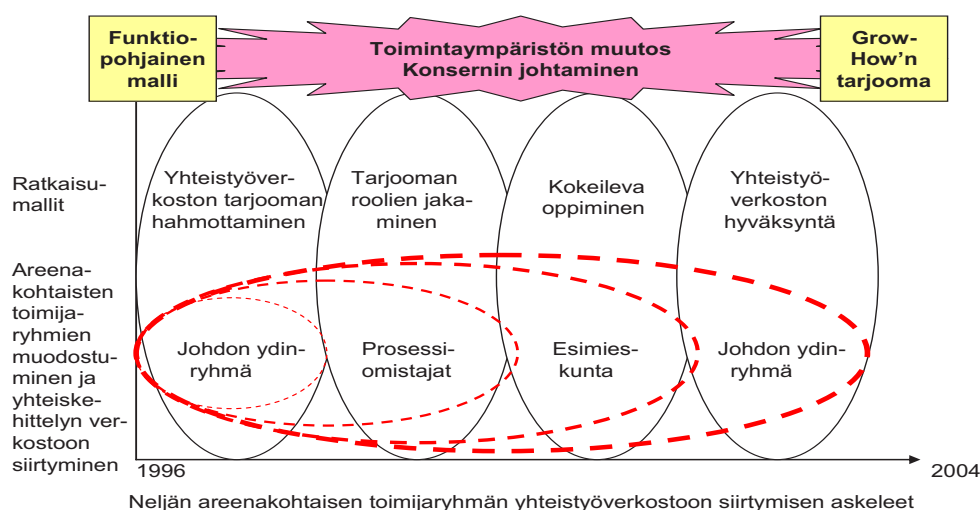 Funktio-
pohjainen
malli
Toimintaympäristön muutos
Konsernin johtaminen
Grow-
How'n
tarjooma
Ratkaisu-
mallit
Yhteistyöver-
koston tarjooman
hahmottaminen
Tarjooman
roolien jaka-
minen
Kokeileva
oppiminen
Yhteistyö-
verkoston
hyväksyntä
Areena-
kohtaisten
toimija-
ryhmien
muodostu-
minen ja
yhteiske-
hittelyn ver-
kostoon
siirtyminen
Johdon ydin-
ryhmä
Prosessi-
omistajat
Esimies-
kunta
Johdon ydin-
ryhmä
1996
2004
Neljän areenakohtaisen toimijaryhmän yhteistyöverkostoon siirtymisen askeleet